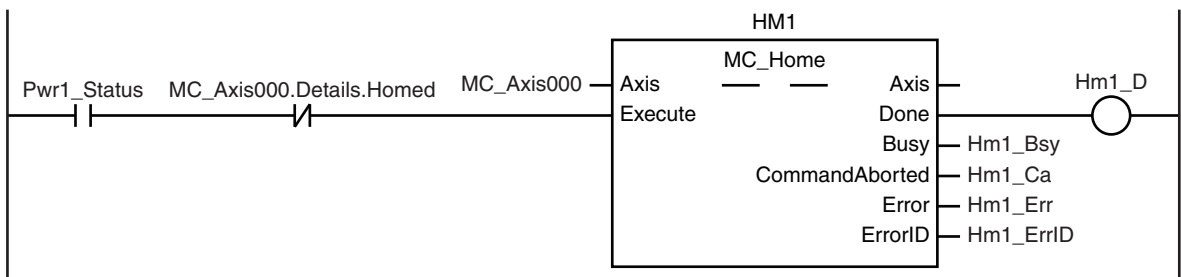 HM1
MC_Home
Pwr1_Status MC_Axis000.Details.Homed MC_Axis000 Axis Axis Hm1_D
Execute Done
Busy Hm1_Bsy
CommandAborted Hm1_Ca
Error Hm1_Err
ErrorID Hm1_ErrID